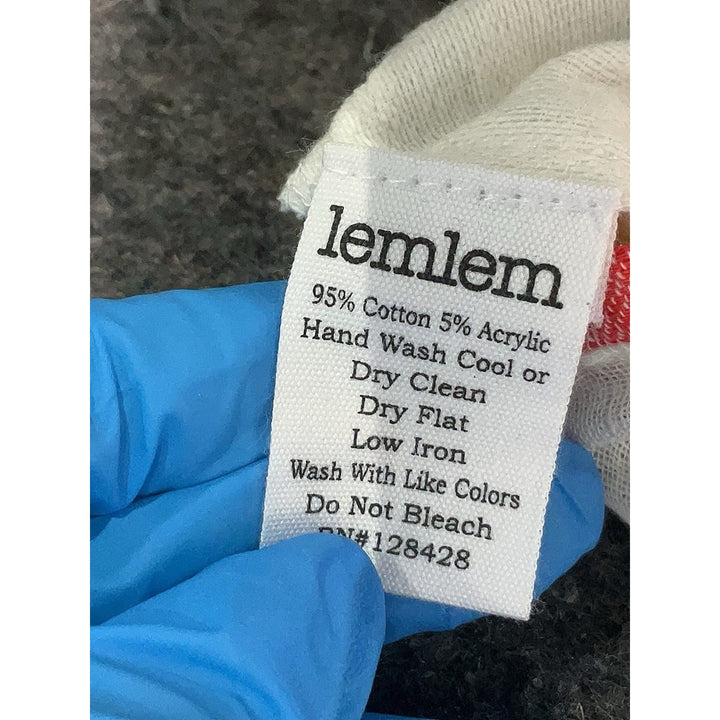 lemlem
95% Cotton 5% Acrylic
Hand Wash Cool or
Dry Clean
Dry Flat
Low Iron
Wash With Like Colors
Do Not Bleach
RN#128428